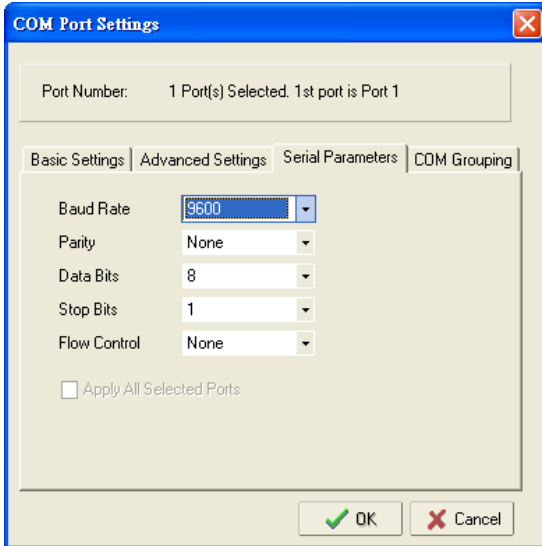 COM Port Settings
Port Number: 1 Port(s) Selected. 1st port is Port 1
Basic Settings Advanced Settings Serial Parameters COM Grouping
Baud Rate 9600
Parity None
Data Bits 8
Stop Bits 1
Flow Control None
Apply All Selected Ports
OK Cancel